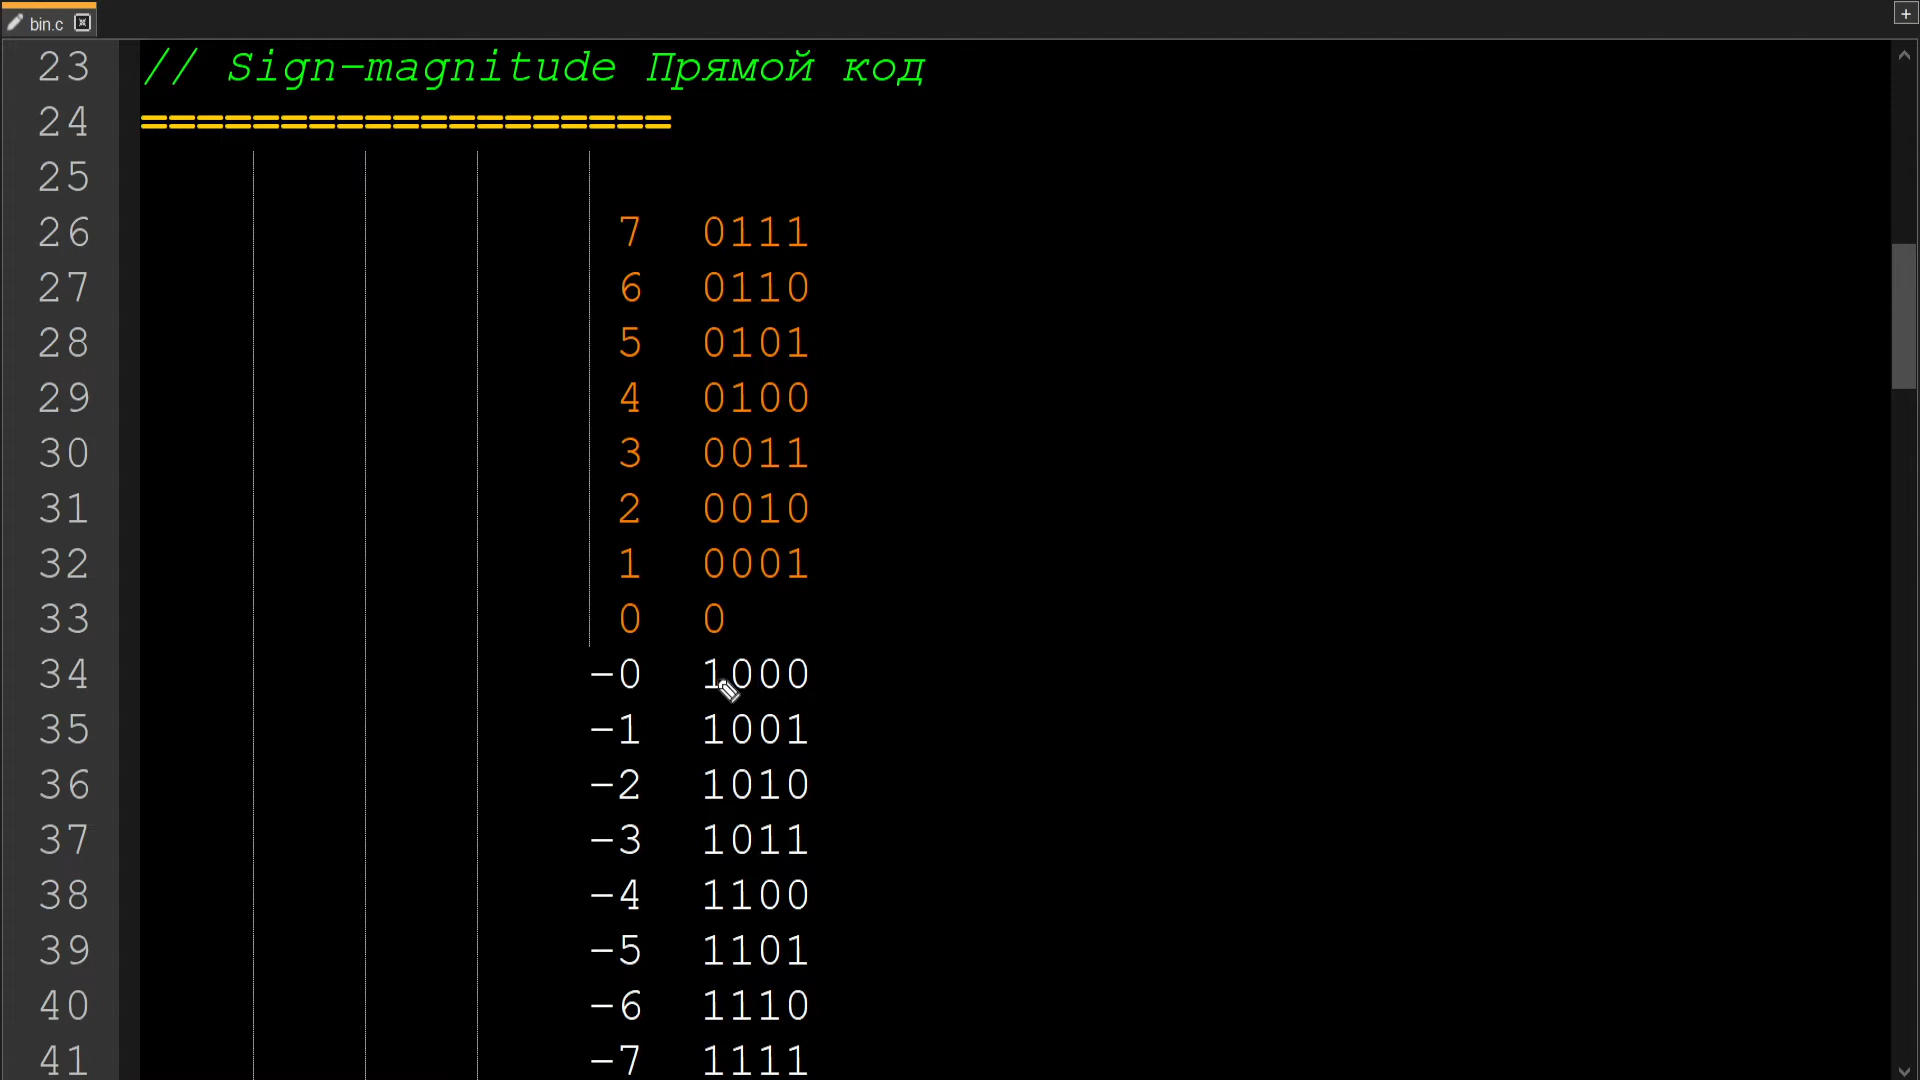 bin.c
23 // Sign-magnitude Прямой код
24 ===================
25
26 7 0111
27 6 0110
28 5 0101
29 4 0100
30 3 0011
31 2 0010
32 1 0001
33 0 0
34 -0 1000
35 -1 1001
36 -2 1010
37 -3 1011
38 -4 1100
39 -5 1101
40 -6 1110
41 -7 1111